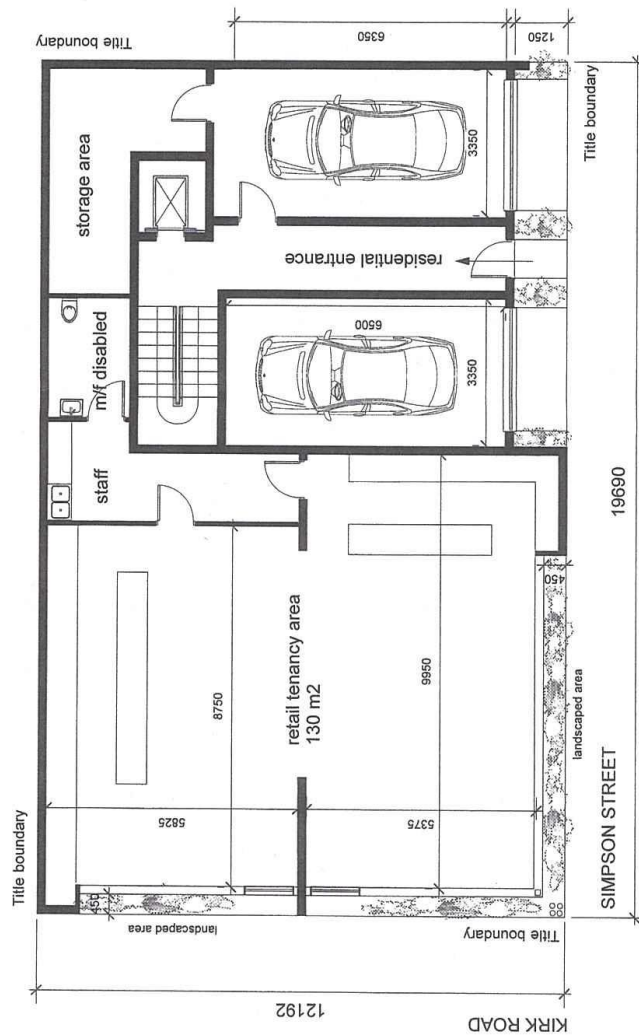 Title boundary
Title boundary
6350
1250
storage area
3350
Title boundary
residential entrance
m/f disabled
6500
3350
staff
19690
8750
retail tenancy area
130 m2
9950
450
landscaped area
5825
5375
SIMPSON STREET
450
landscaped area
Title boundary
12192
KIRK ROAD